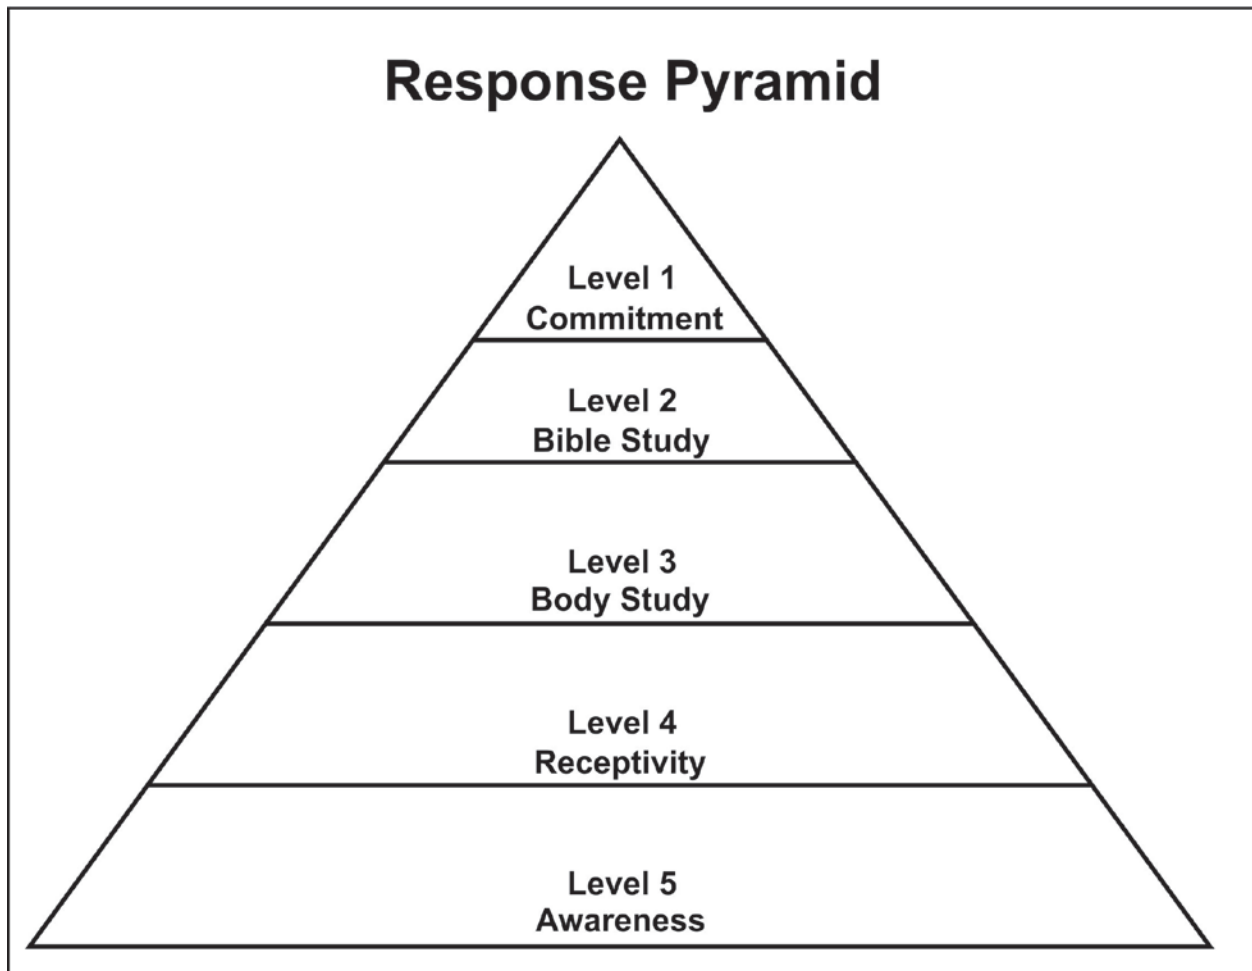 Response Pyramid
Level 1
Commitment
Level 2
Bible Study
Level 3
Body Study
Level 4
Receptivity
Level 5
Awareness